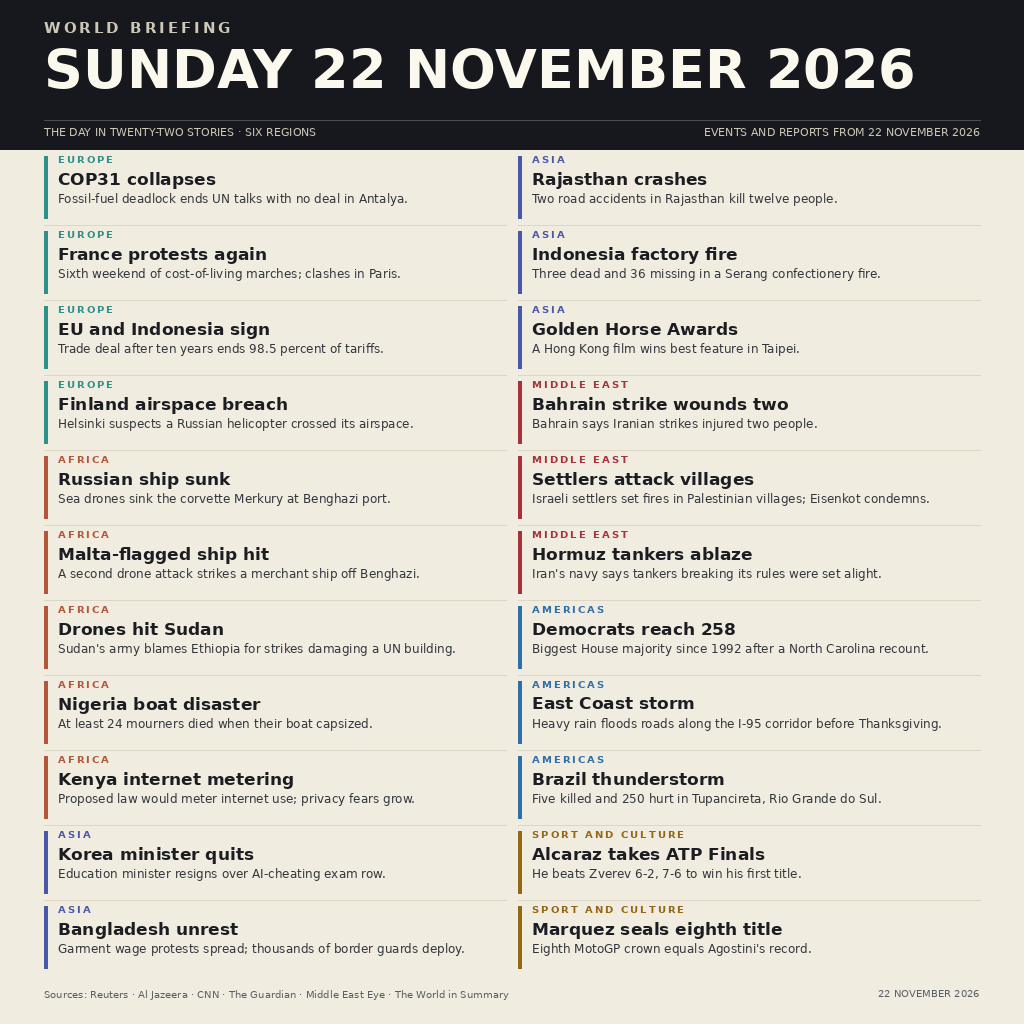 WORLD BRIEFING
SUNDAY 22 NOVEMBER 2026
THE DAY IN TWENTY-TWO STORIES · SIX REGIONS
EVENTS AND REPORTS FROM 22 NOVEMBER 2026
EUROPE
COP31 collapses
Fossil-fuel deadlock ends UN talks with no deal in Antalya.
EUROPE
France protests again
Sixth weekend of cost-of-living marches; clashes in Paris.
EUROPE
EU and Indonesia sign
Trade deal after ten years ends 98.5 percent of tariffs.
EUROPE
Finland airspace breach
Helsinki suspects a Russian helicopter crossed its airspace.
AFRICA
Russian ship sunk
Sea drones sink the corvette Merkury at Benghazi port.
AFRICA
Malta-flagged ship hit
A second drone attack strikes a merchant ship off Benghazi.
AFRICA
Drones hit Sudan
Sudan's army blames Ethiopia for strikes damaging a UN building.
AFRICA
Nigeria boat disaster
At least 24 mourners died when their boat capsized.
AFRICA
Kenya internet metering
Proposed law would meter internet use; privacy fears grow.
ASIA
Korea minister quits
Education minister resigns over AI-cheating exam row.
ASIA
Bangladesh unrest
Garment wage protests spread; thousands of border guards deploy.
ASIA
Rajasthan crashes
Two road accidents in Rajasthan kill twelve people.
ASIA
Indonesia factory fire
Three dead and 36 missing in a Serang confectionery fire.
ASIA
Golden Horse Awards
A Hong Kong film wins best feature in Taipei.
MIDDLE EAST
Bahrain strike wounds two
Bahrain says Iranian strikes injured two people.
MIDDLE EAST
Settlers attack villages
Israeli settlers set fires in Palestinian villages; Eisenkot condemns.
MIDDLE EAST
Hormuz tankers ablaze
Iran's navy says tankers breaking its rules were set alight.
AMERICAS
Democrats reach 258
Biggest House majority since 1992 after a North Carolina recount.
AMERICAS
East Coast storm
Heavy rain floods roads along the I-95 corridor before Thanksgiving.
AMERICAS
Brazil thunderstorm
Five killed and 250 hurt in Tupancireta, Rio Grande do Sul.
SPORT AND CULTURE
Alcaraz takes ATP Finals
He beats Zverev 6-2, 7-6 to win his first title.
SPORT AND CULTURE
Marquez seals eighth title
Eighth MotoGP crown equals Agostini's record.
Sources: Reuters · Al Jazeera · CNN · The Guardian · Middle East Eye · The World in Summary
22 NOVEMBER 2026